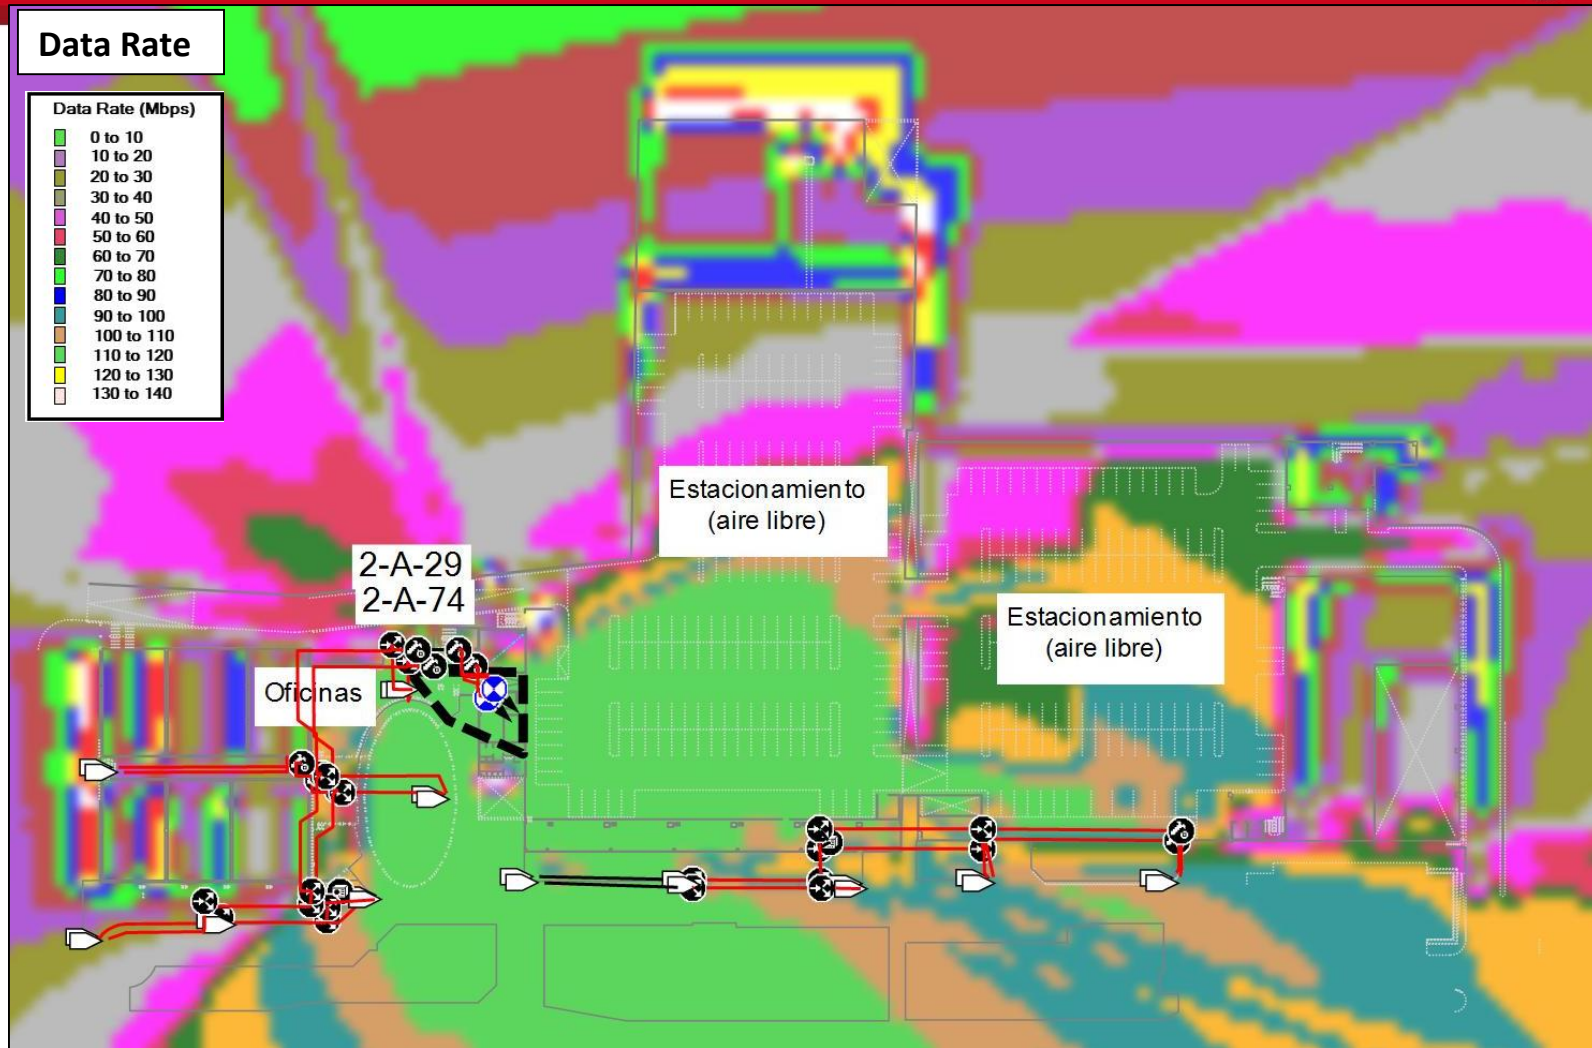 Data Rate
Data Rate (Mbps)
0 to 10
10 to 20
20 to 30
30 to 40
40 to 50
50 to 60
60 to 70
70 to 80
80 to 90
90 to 100
100 to 110
110 to 120
120 to 130
130 to 140
Estacionamiento
(aire libre)
2-A-29
2-A-74
Estacionamiento
(aire libre)
Oficinas